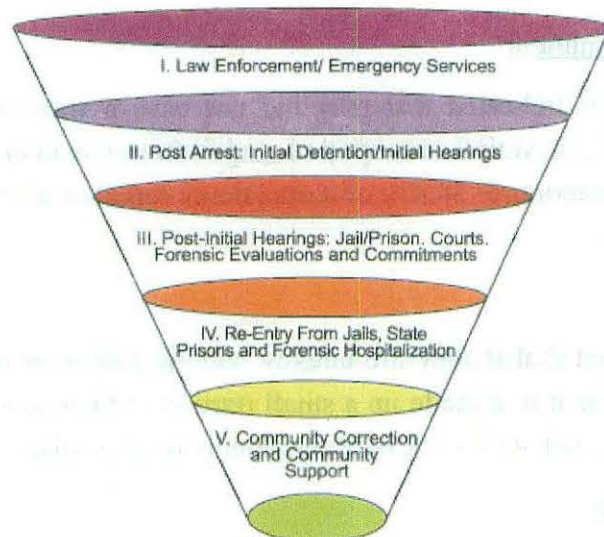 I. Law Enforcement/ Emergency Services
II. Post Arrest: Initial Detention/Initial Hearings
III. Post-Initial Hearings: Jail/Prison, Courts,
Forensic Evaluations and Commitments
IV. Re-Entry From Jails, State
Prisons and Forensic Hospitalization
V. Community Correction
and Community
Support